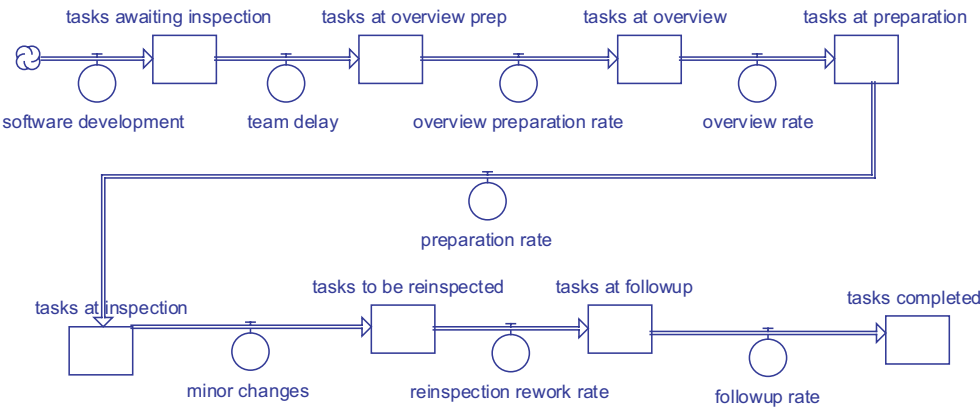 tasks awaiting inspection
tasks at overview prep
tasks at overview
tasks at preparation
software development
team delay
overview preparation rate
overview rate
preparation rate
tasks at inspection
tasks to be reinspected
tasks at followup
tasks completed
minor changes
reinspection rework rate
followup rate